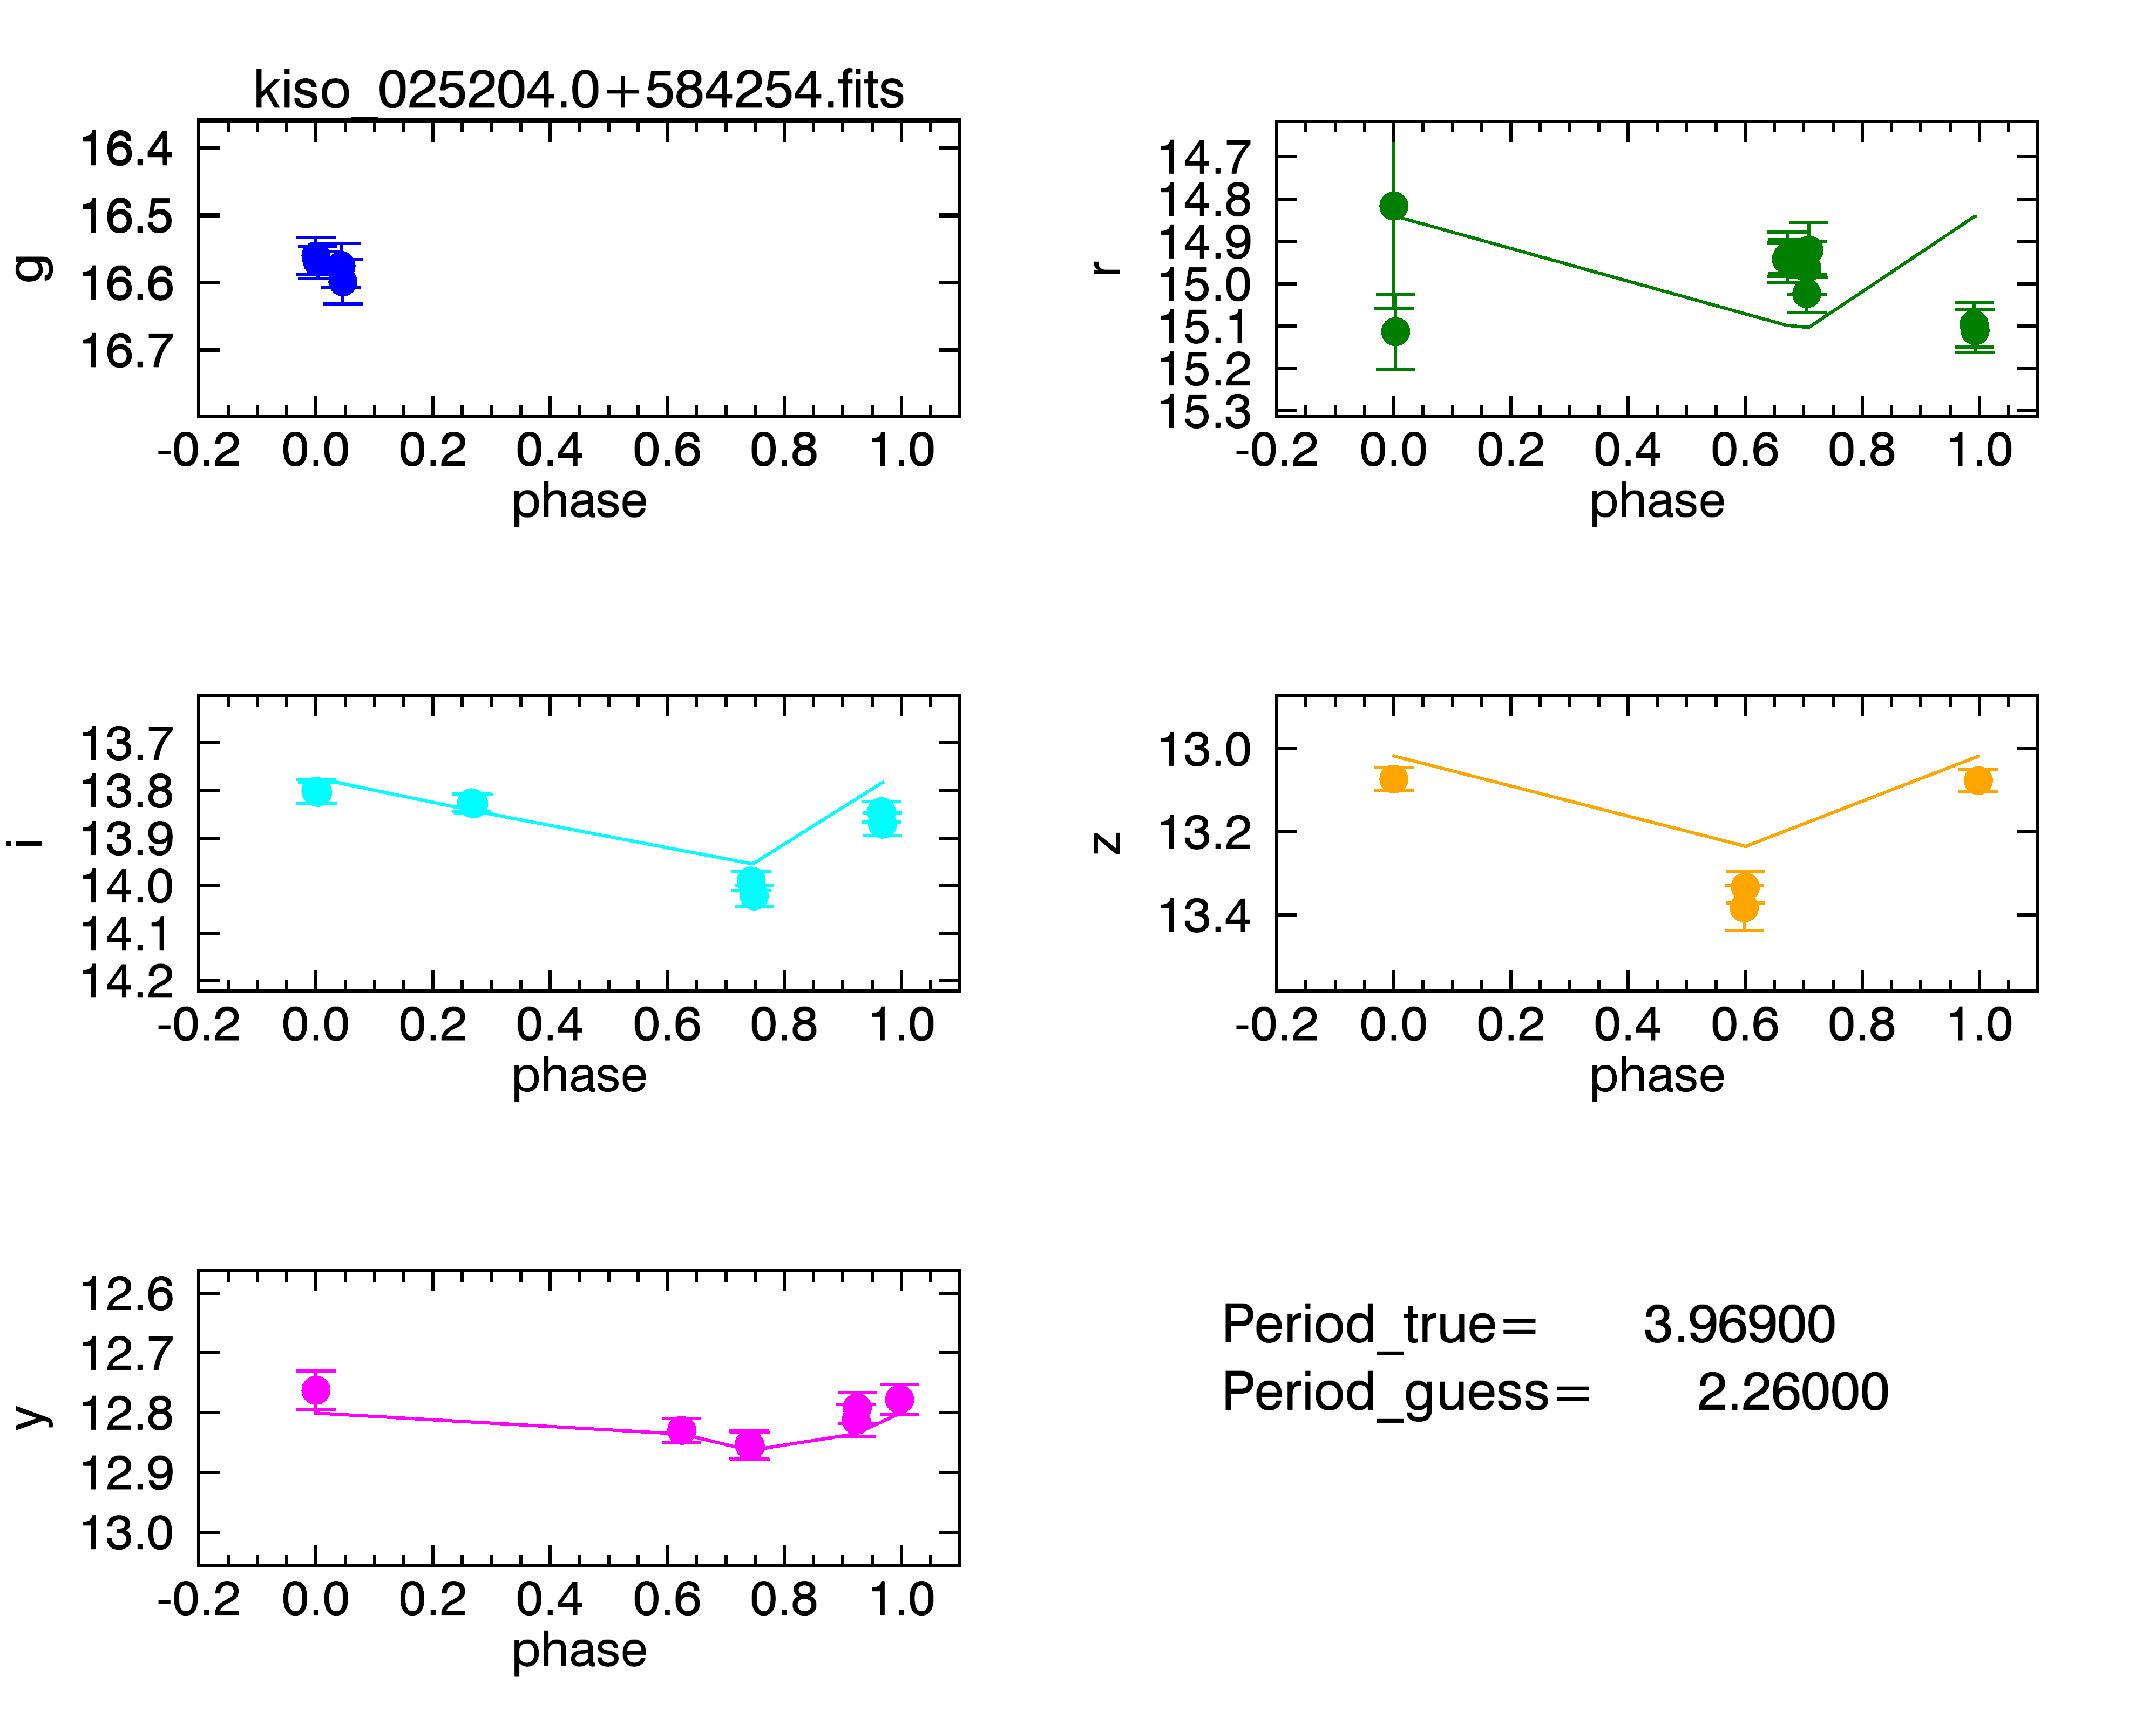 kiso_025204.0+584254.fits
g
16.4
16.5
16.6
16.7
-0.2 0.0 0.2 0.4 0.6 0.8 1.0
phase
r
14.7
14.8
14.9
15.0
15.1
15.2
15.3
-0.2 0.0 0.2 0.4 0.6 0.8 1.0
phase
i
13.7
13.8
13.9
14.0
14.1
14.2
-0.2 0.0 0.2 0.4 0.6 0.8 1.0
phase
z
13.0
13.2
13.4
-0.2 0.0 0.2 0.4 0.6 0.8 1.0
phase
y
12.6
12.7
12.8
12.9
13.0
-0.2 0.0 0.2 0.4 0.6 0.8 1.0
phase
Period_true= 3.96900
Period_guess= 2.26000